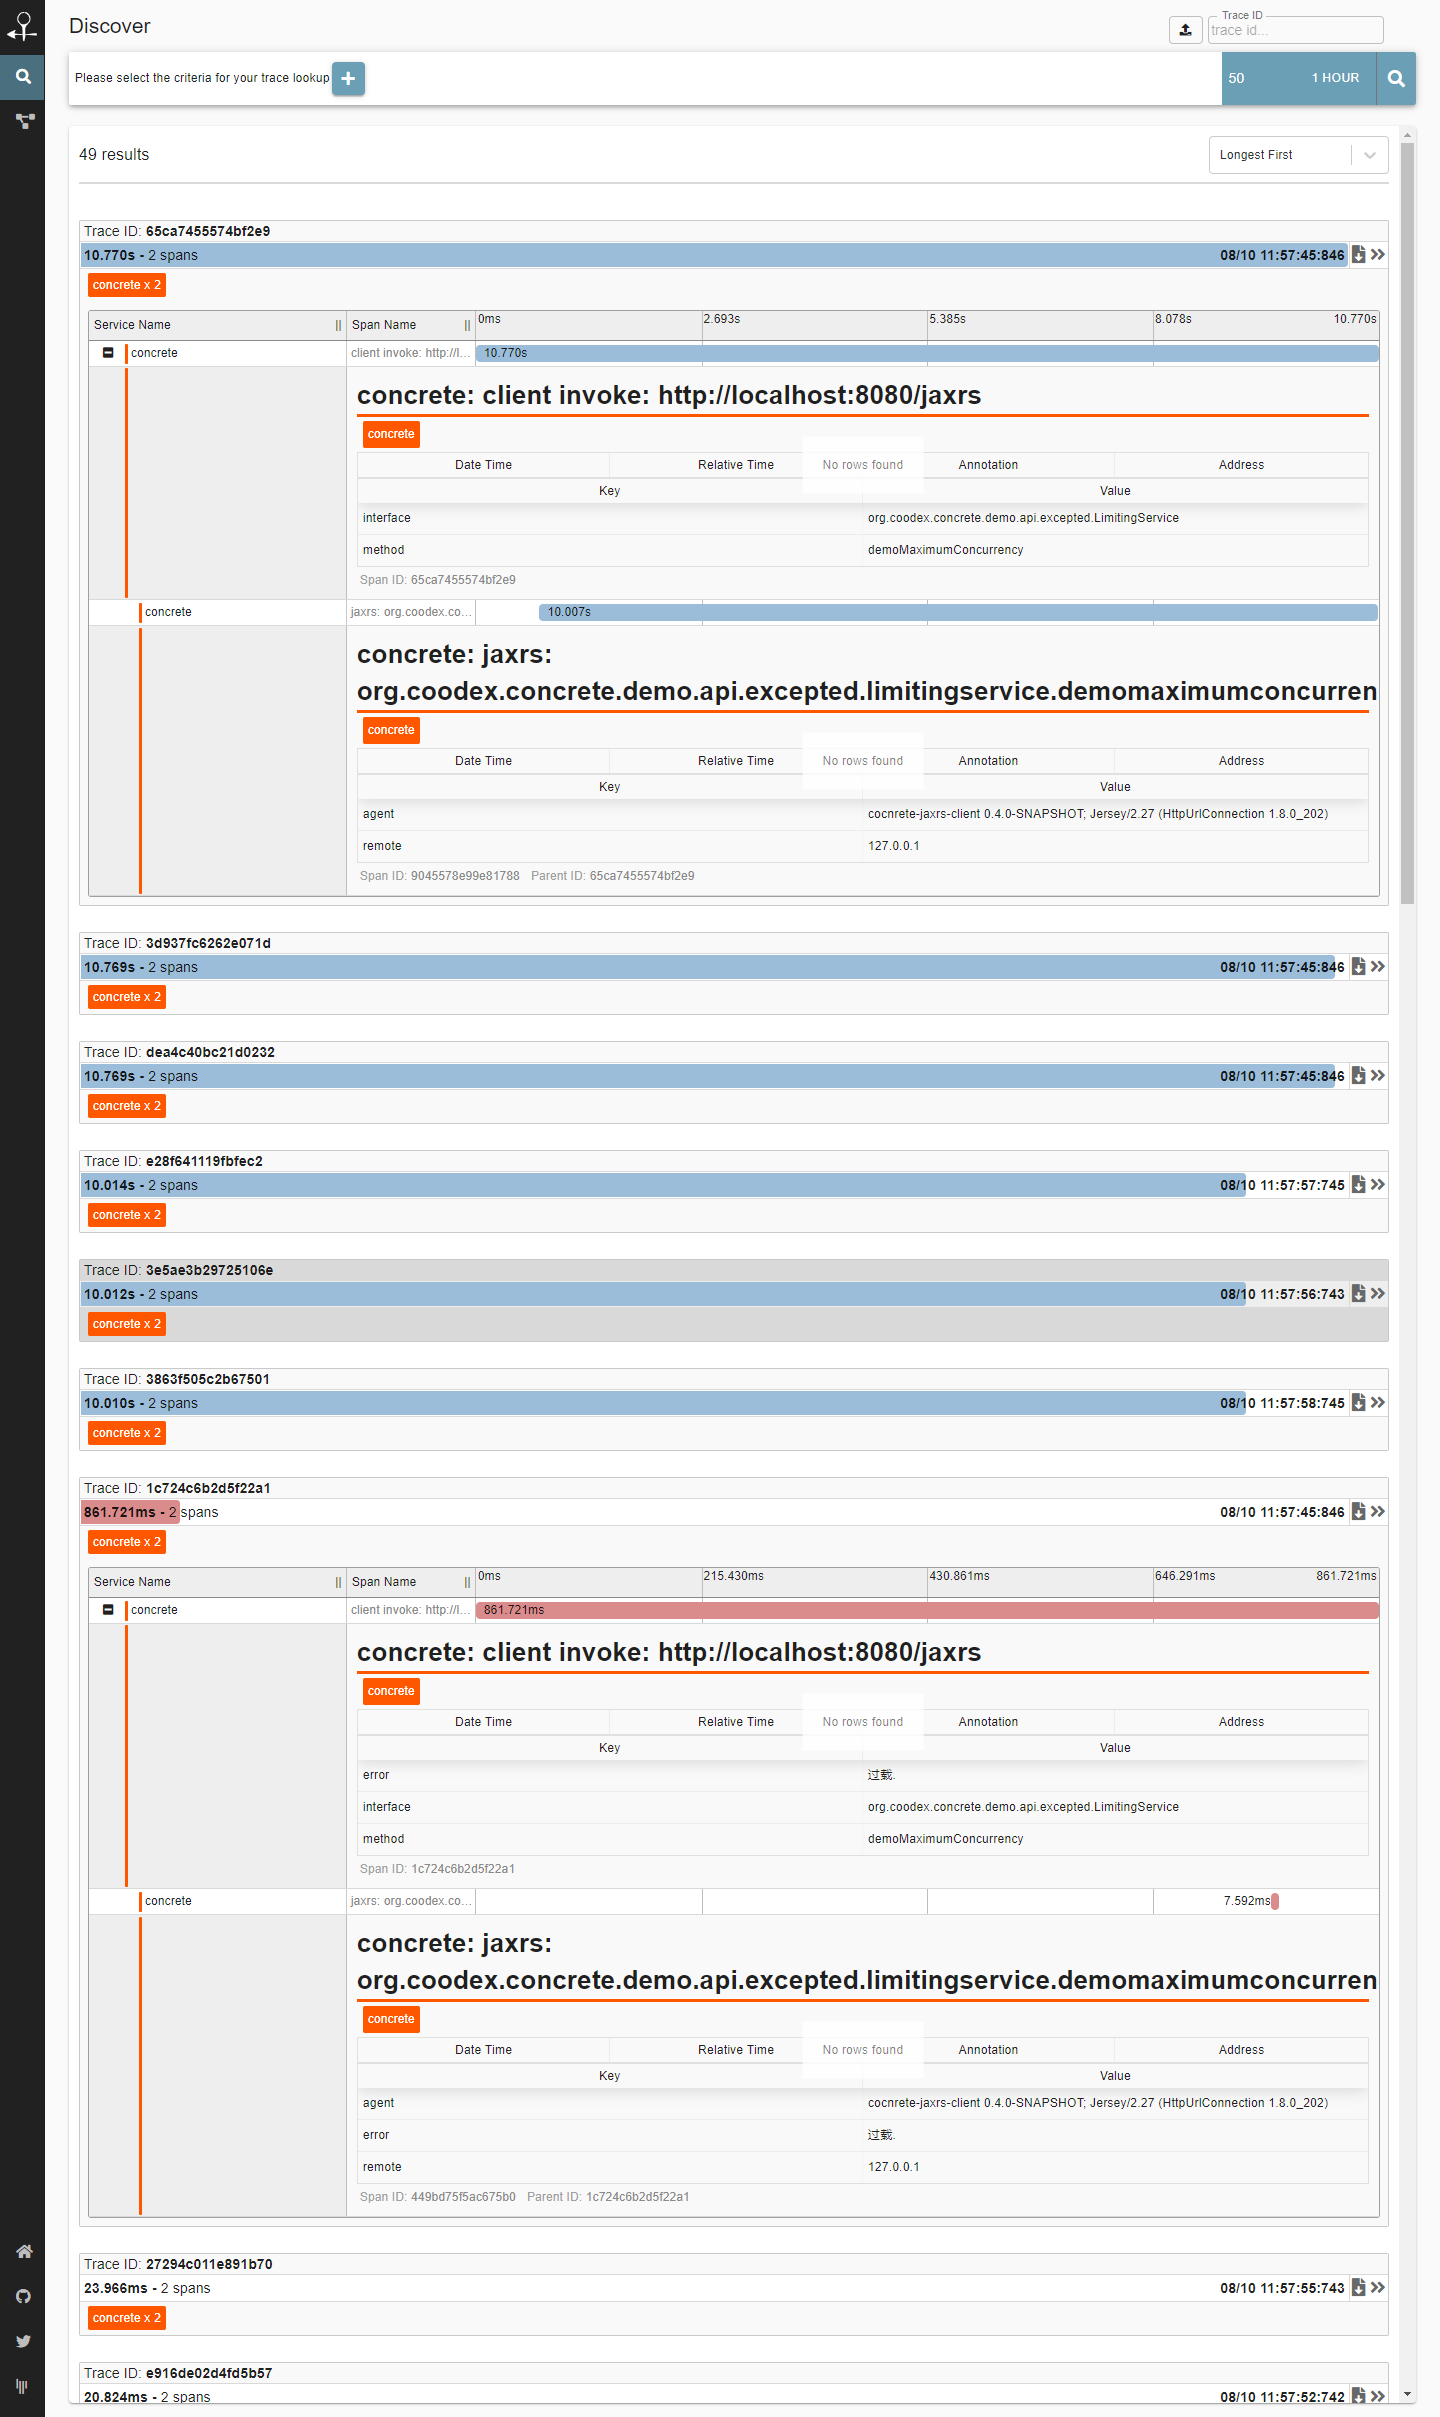 Discover
Trace ID
trace id...
Please select the criteria for your trace lookup
50
1 HOUR
49 results
Longest First
Trace ID: 65ca7455574bf2e9
10.770s - 2 spans 08/10 11:57:45:846
concrete x 2
Service Name || Span Name || 0ms 2.693s 5.385s 8.078s 10.770s
concrete client invoke: http://l... 10.770s
concrete: client invoke: http://localhost:8080/jaxrs
concrete
Date Time Relative Time No rows found Annotation Address
Key Value
interface org.coodex.concrete.demo.api.excepted.LimitingService
method demoMaximumConcurrency
Span ID: 65ca7455574bf2e9
concrete jaxrs: org.coodex.co... 10.007s
concrete: jaxrs:
org.coodex.concrete.demo.api.excepted.limitingservice.demomaximumconcurren
concrete
Date Time Relative Time No rows found Annotation Address
Key Value
agent cocnrete-jaxrs-client 0.4.0-SNAPSHOT; Jersey/2.27 (HttpUrlConnection 1.8.0_202)
remote 127.0.0.1
Span ID: 9045578e99e81788 Parent ID: 65ca7455574bf2e9
Trace ID: 3d937fc6262e071d
10.769s - 2 spans 08/10 11:57:45:846
concrete x 2
Trace ID: dea4c40bc21d0232
10.769s - 2 spans 08/10 11:57:45:846
concrete x 2
Trace ID: e28f641119fbfec2
10.014s - 2 spans 08/10 11:57:57:745
concrete x 2
Trace ID: 3e5ae3b29725106e
10.012s - 2 spans 08/10 11:57:56:743
concrete x 2
Trace ID: 3863f505c2b67501
10.010s - 2 spans 08/10 11:57:58:745
concrete x 2
Trace ID: 1c724c6b2d5f22a1
861.721ms - 2 spans 08/10 11:57:45:846
concrete x 2
Service Name || Span Name || 0ms 215.430ms 430.861ms 646.291ms 861.721ms
concrete client invoke: http://l... 861.721ms
concrete: client invoke: http://localhost:8080/jaxrs
concrete
Date Time Relative Time No rows found Annotation Address
Key Value
error 过载.
interface org.coodex.concrete.demo.api.excepted.LimitingService
method demoMaximumConcurrency
Span ID: 1c724c6b2d5f22a1
concrete jaxrs: org.coodex.co... 7.592ms
concrete: jaxrs:
org.coodex.concrete.demo.api.excepted.limitingservice.demomaximumconcurren
concrete
Date Time Relative Time No rows found Annotation Address
Key Value
agent cocnrete-jaxrs-client 0.4.0-SNAPSHOT; Jersey/2.27 (HttpUrlConnection 1.8.0_202)
error 过载.
remote 127.0.0.1
Span ID: 449bd75f5ac675b0 Parent ID: 1c724c6b2d5f22a1
Trace ID: 27294c011e891b70
23.966ms - 2 spans 08/10 11:57:55:743
concrete x 2
Trace ID: e916de02d4fd5b57
20.824ms - 2 spans 08/10 11:57:52:742